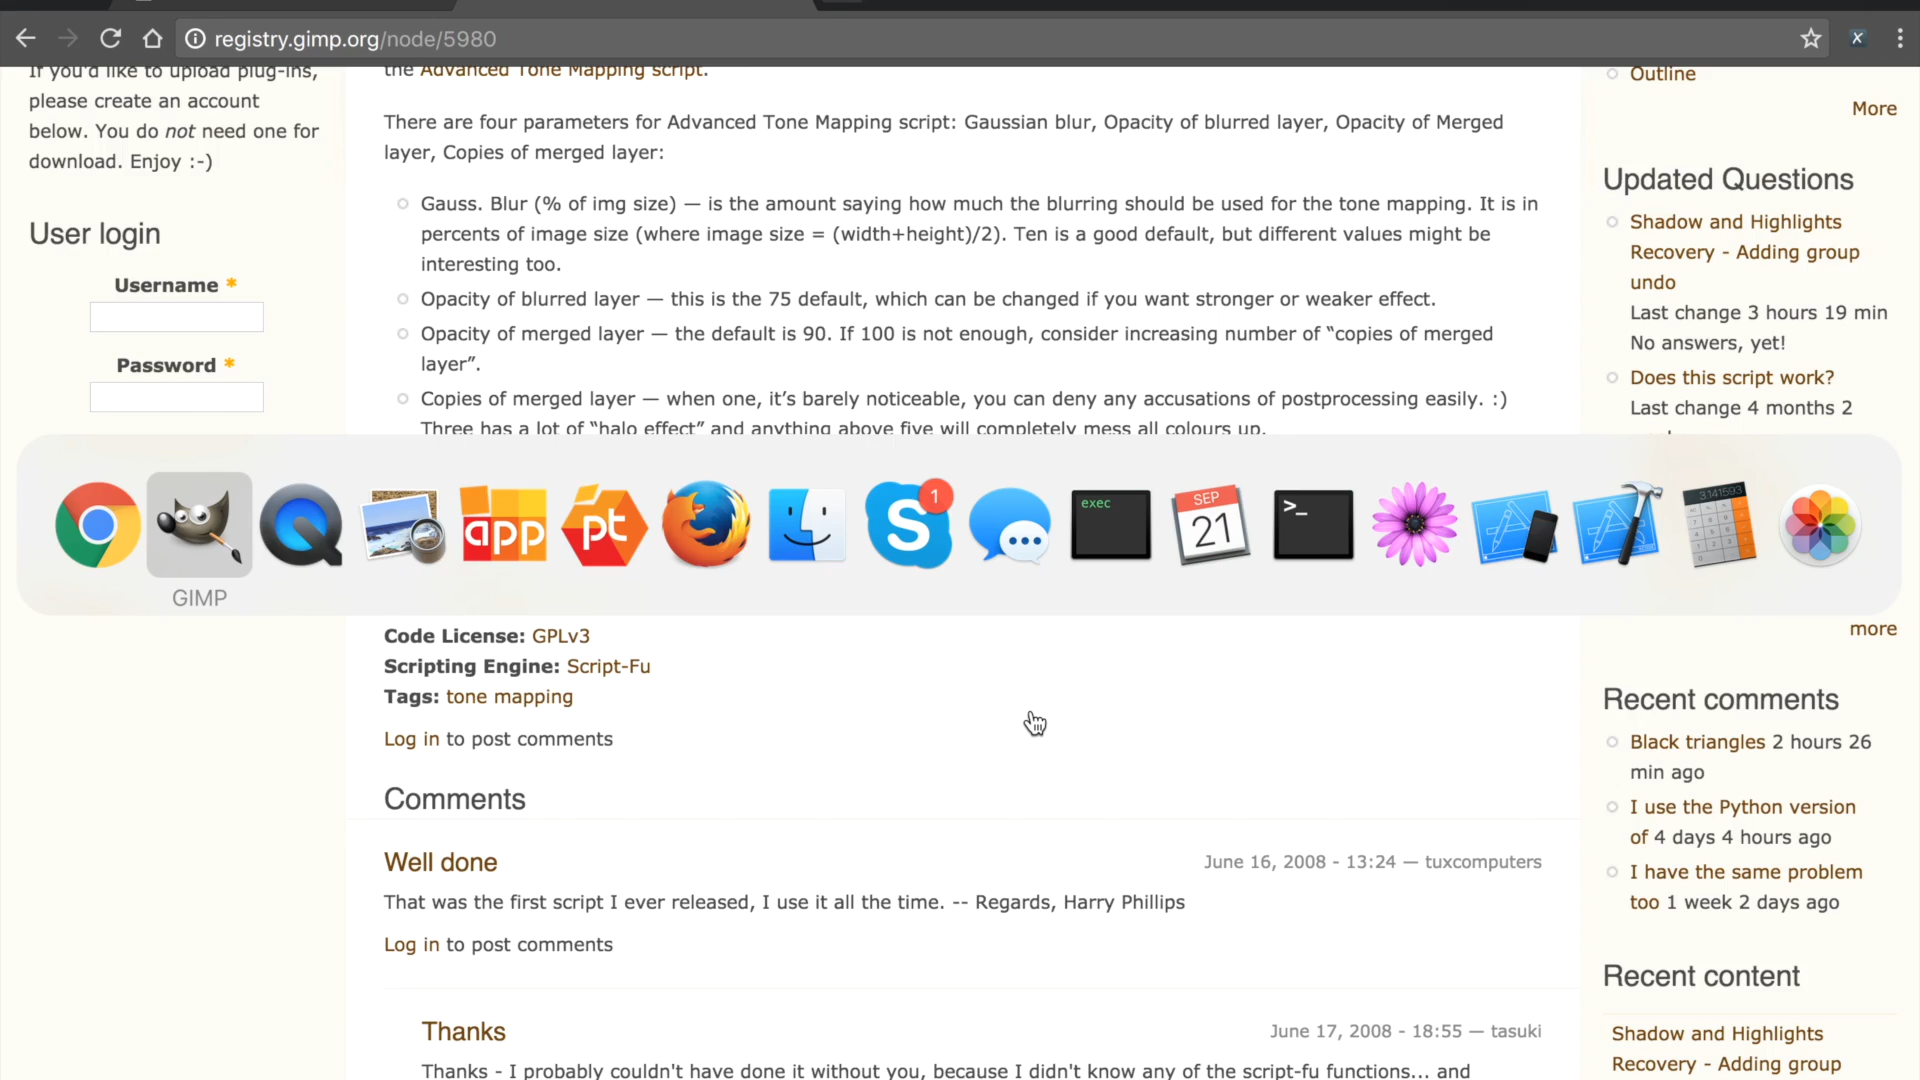 registry.gimp.org/node/5980
X
If you'd like to upload plug-ins,
please create an account
below. You do not need one for
download. Enjoy :-)
User login
Username *
Password *
the Advanced Tone Mapping script.
There are four parameters for Advanced Tone Mapping script: Gaussian blur, Opacity of blurred layer, Opacity of Merged
layer, Copies of merged layer:
Gauss. Blur (% of img size) — is the amount saying how much the blurring should be used for the tone mapping. It is in
percents of image size (where image size = (width+height)/2). Ten is a good default, but different values might be
interesting too.
Opacity of blurred layer — this is the 75 default, which can be changed if you want stronger or weaker effect.
Opacity of merged layer — the default is 90. If 100 is not enough, consider increasing number of “copies of merged
layer”.
Copies of merged layer — when one, it’s barely noticeable, you can deny any accusations of postprocessing easily. :)
Three has a lot of “halo effect” and anything above five will completely mess all colours up.
Outline
More
Updated Questions
Shadow and Highlights
Recovery - Adding group
undo
Last change 3 hours 19 min
No answers, yet!
Does this script work?
Last change 4 months 2
app
pt
S
1
exec
SEP
21
>_
3.141593
GIMP
Code License: GPLv3
Scripting Engine: Script-Fu
Tags: tone mapping
Log in to post comments
Comments
Well done
June 16, 2008 - 13:24 — tuxcomputers
That was the first script I ever released, I use it all the time. -- Regards, Harry Phillips
Log in to post comments
Thanks
June 17, 2008 - 18:55 — tasuki
Thanks - I probably couldn't have done it without you, because I didn't know any of the script-fu functions... and
more
Recent comments
Black triangles 2 hours 26
min ago
I use the Python version
of 4 days 4 hours ago
I have the same problem
too 1 week 2 days ago
Recent content
Shadow and Highlights
Recovery - Adding group